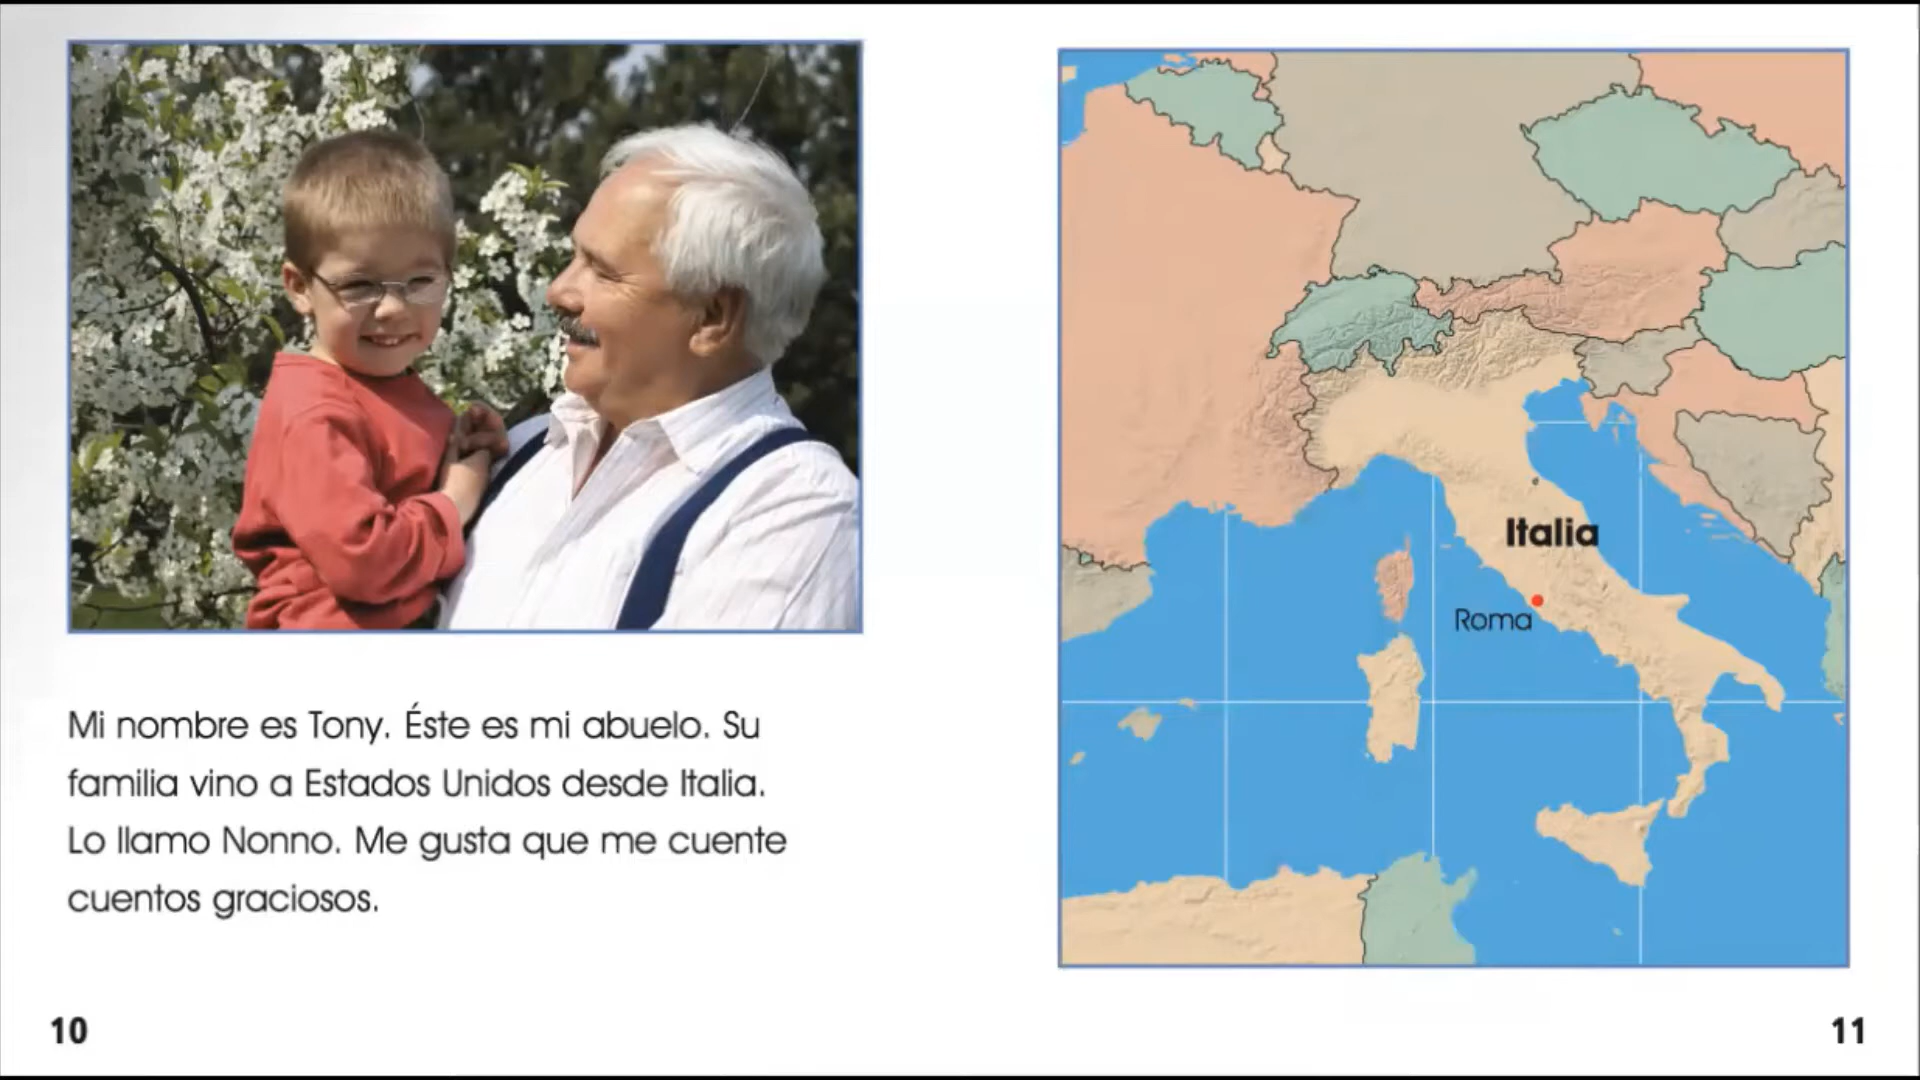 Mi nombre es Tony. Éste es mi abuelo. Su
familia vino a Estados Unidos desde Italia.
Lo llamo Nonno. Me gusta que me cuente
cuentos graciosos.
10
Italia
Roma
11